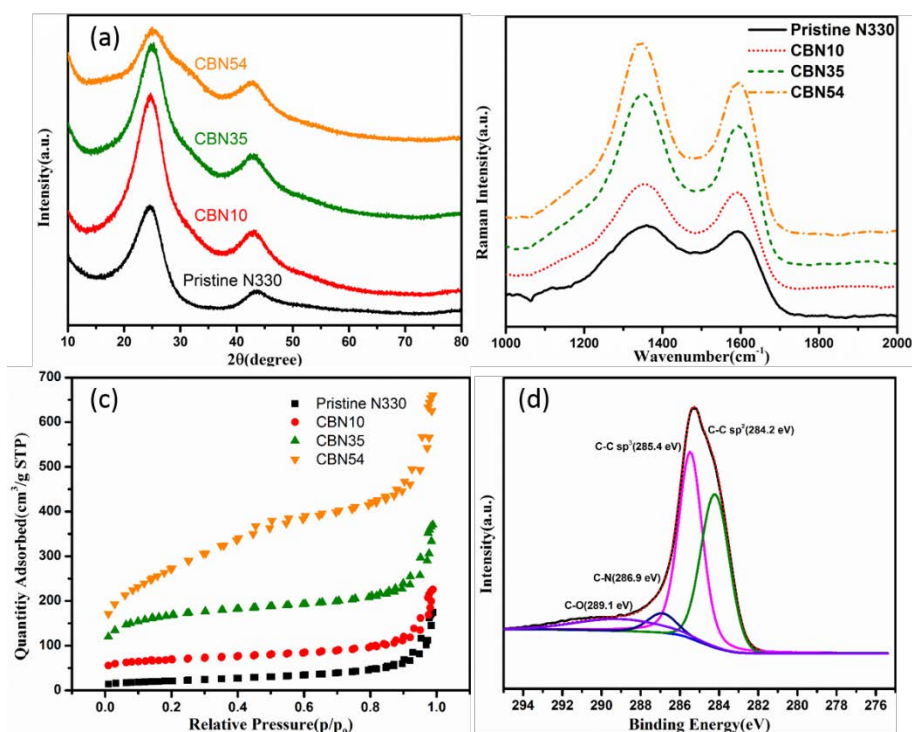 (a)
CBN54
CBN35
CBN10
Pristine N330
Intensity(a.u.)
10 20 30 40 50 60 70 80
2θ(degree)
Pristine N330
CBN10
CBN35
CBN54
Raman Intensity(a.u.)
1000 1200 1400 1600 1800 2000
Wavenumber(cm⁻¹)
(c)
Pristine N330
CBN10
CBN35
CBN54
700
600
500
400
300
200
100
0
Quantitiy Adsorbed(cm³/g STP)
0.0 0.2 0.4 0.6 0.8 1.0
Relative Pressure(p/p₀)
(d)
C-C sp²(284.2 eV)
C-C sp³(285.4 eV)
C-N(286.9 eV)
C-O(289.1 eV)
Intensity(a.u.)
294 292 290 288 286 284 282 280 278 276
Binding Energy(eV)